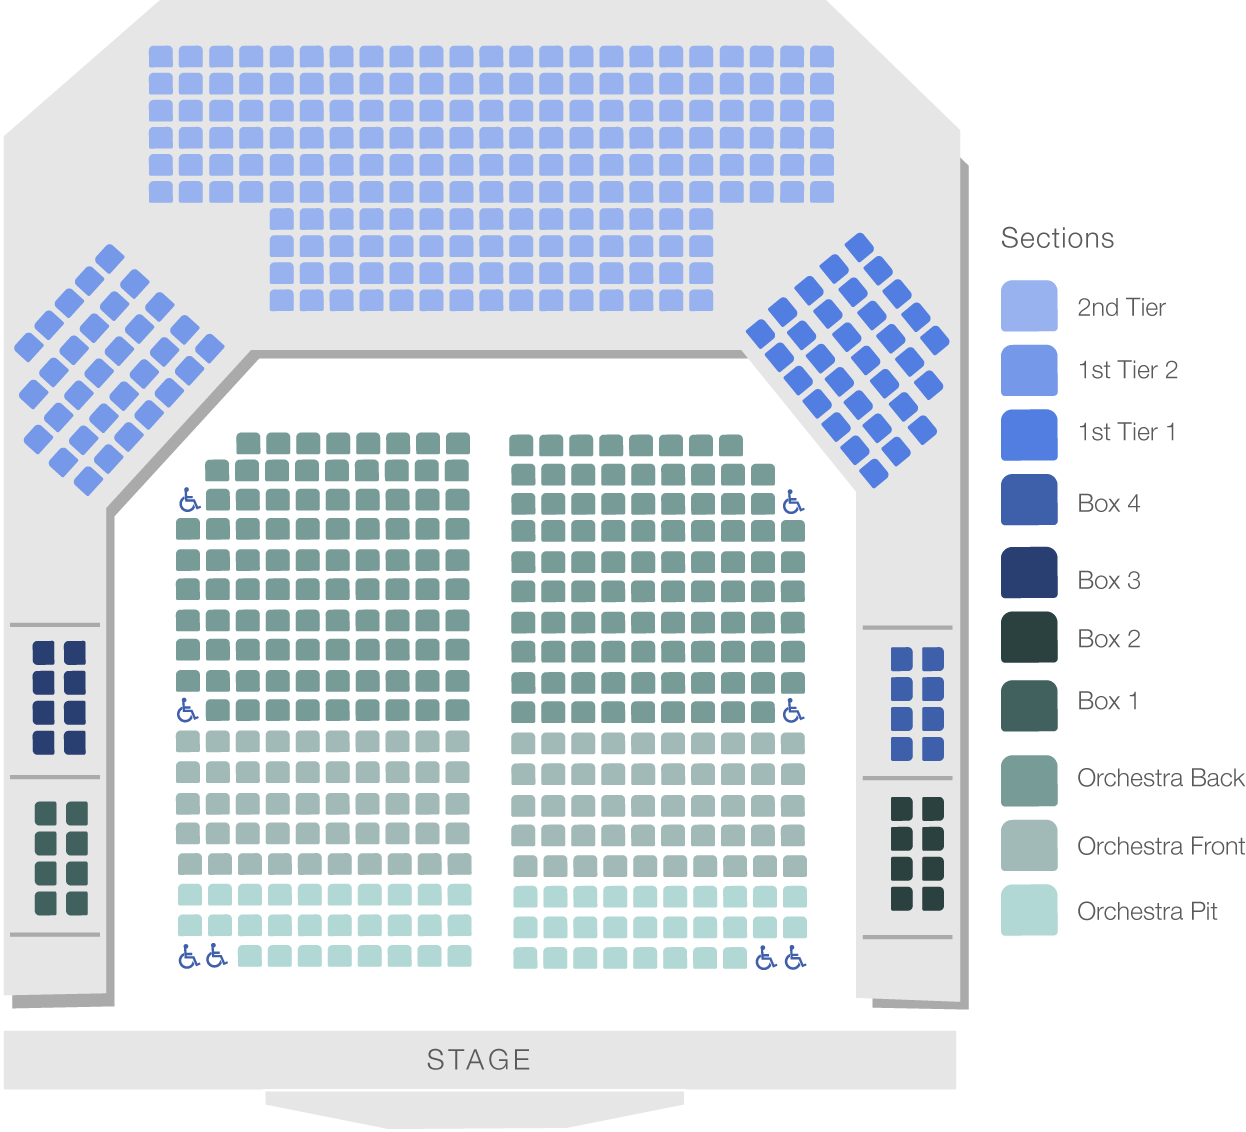 Sections
2nd Tier
1st Tier 2
1st Tier 1
Box 4
Box 3
Box 2
Box 1
Orchestra Back
Orchestra Front
Orchestra Pit
STAGE